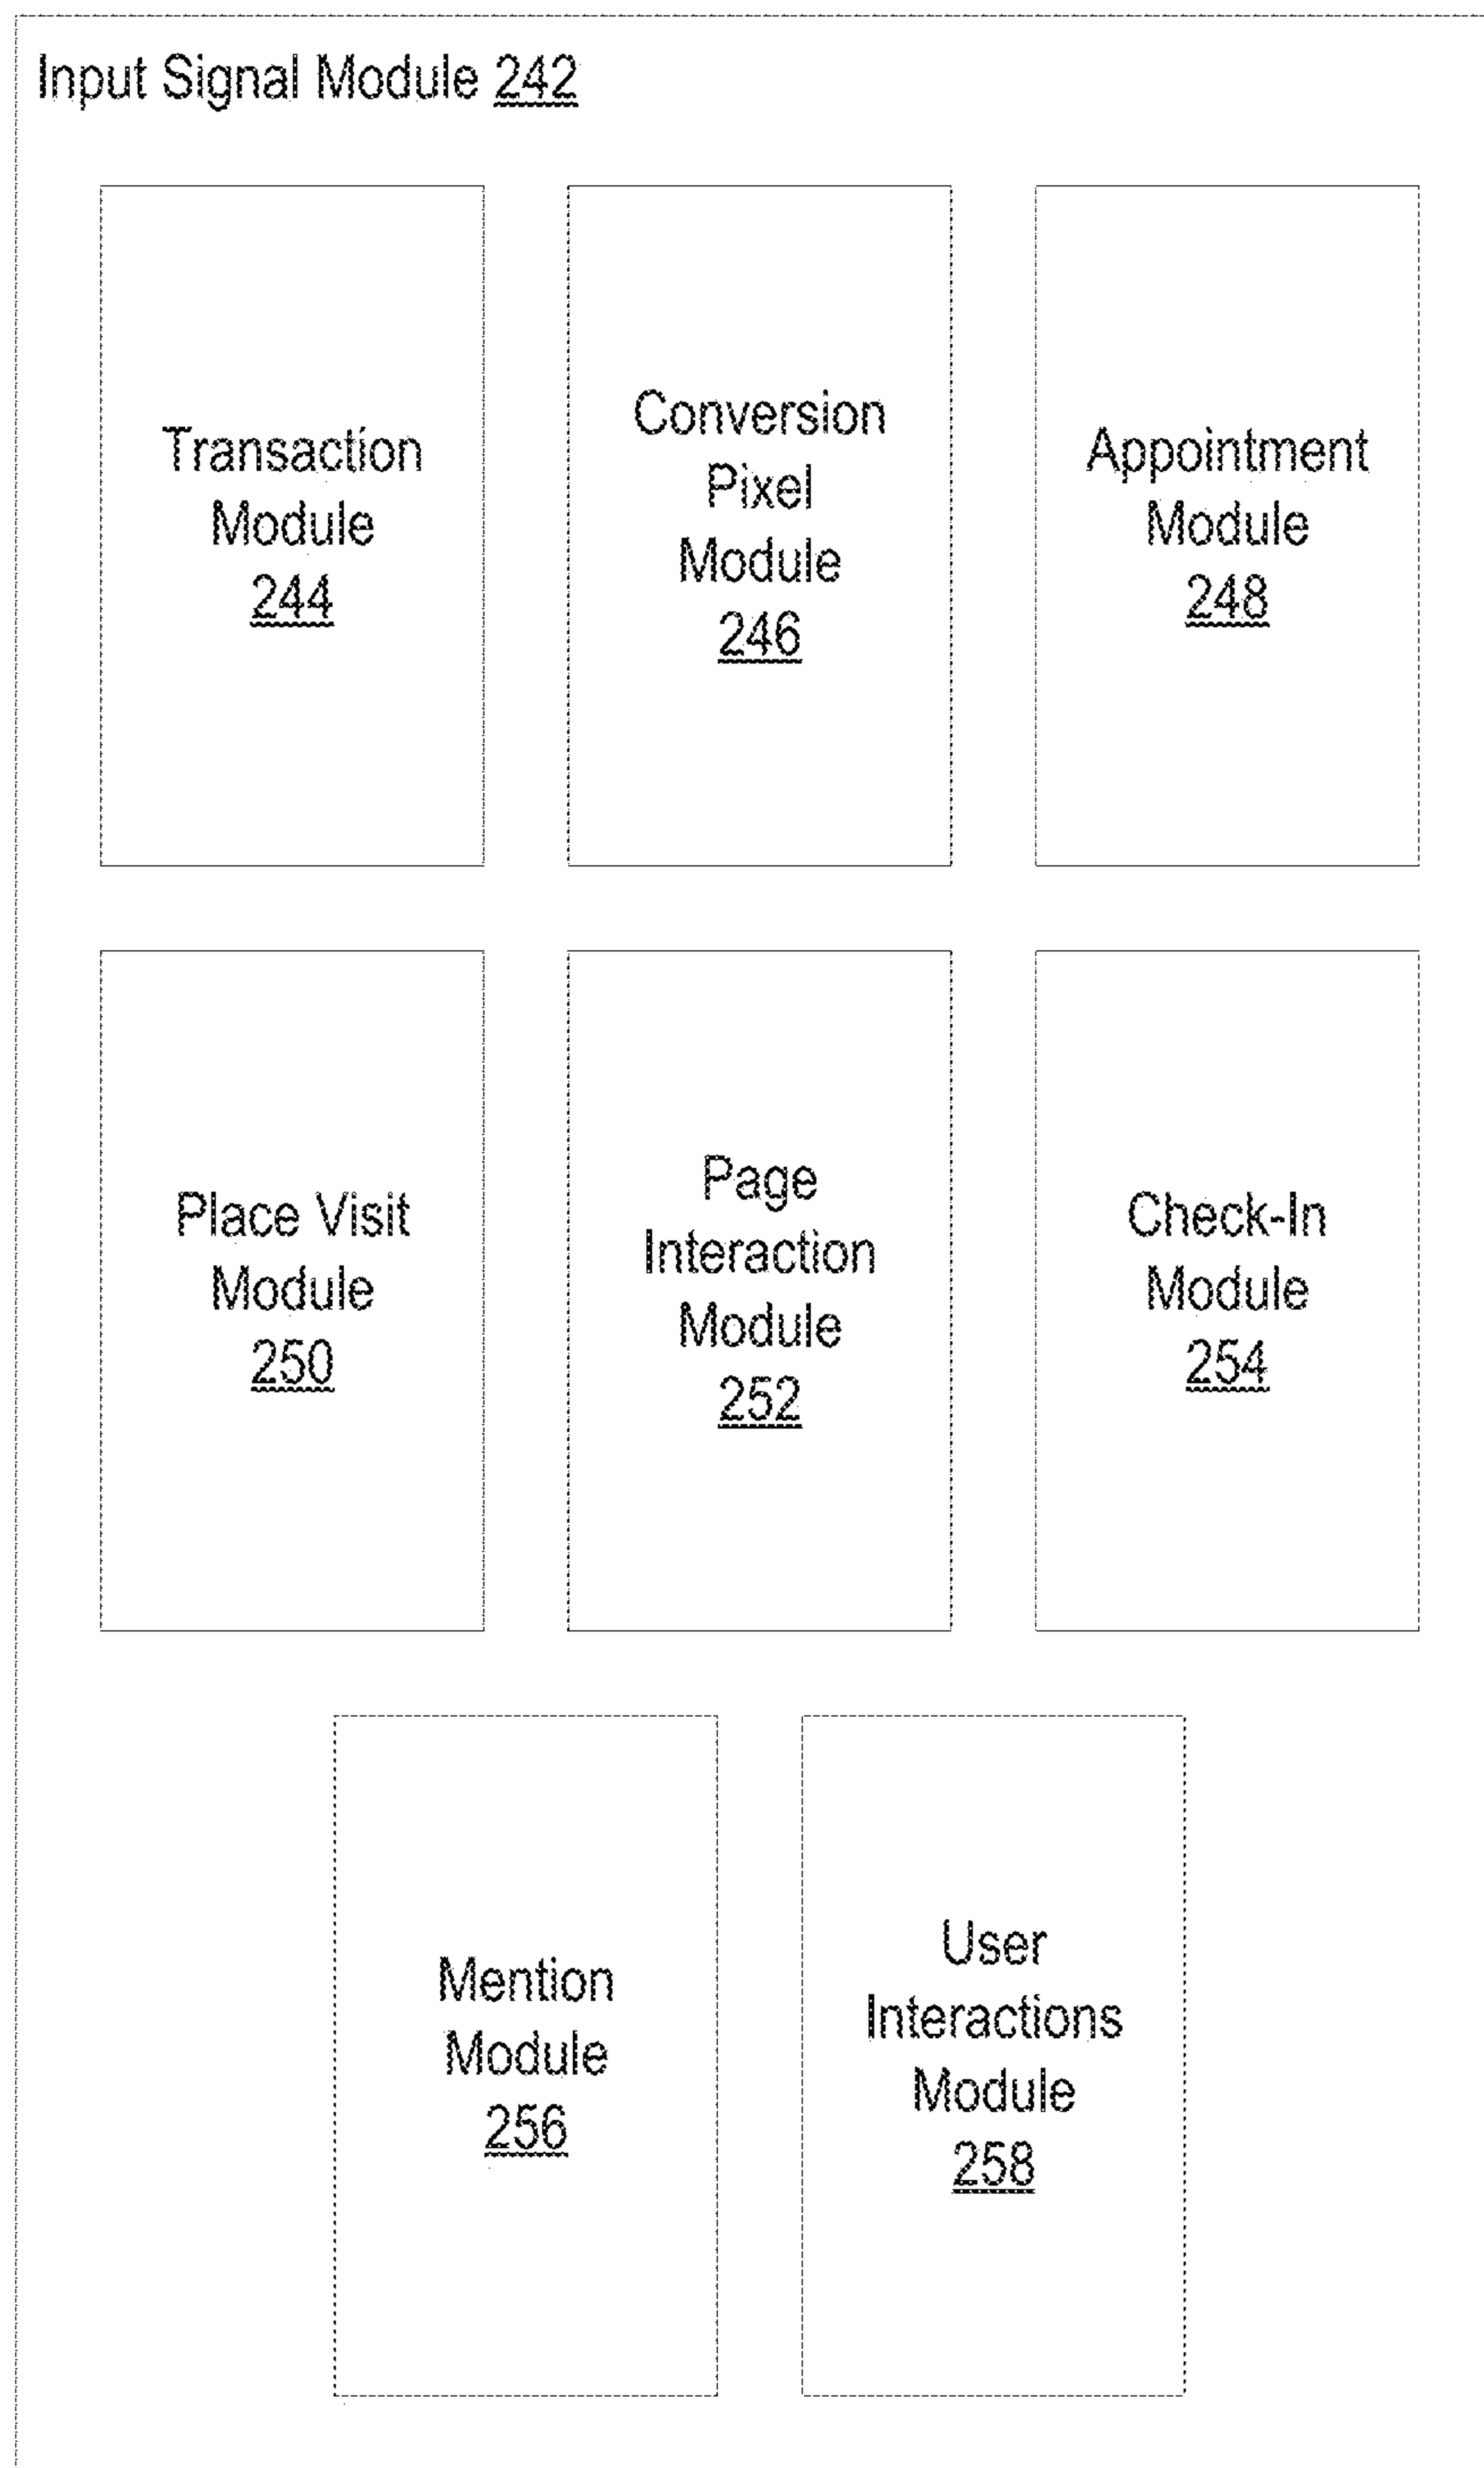 Input Signal Module 242
Transaction
Module
244
Conversion
Pixel
Module
246
Appointment
Module
248
Place Visit
Module
250
Page
Interaction
Module
252
Check-In
Module
254
Mention
Module
256
User
Interactions
Module
258